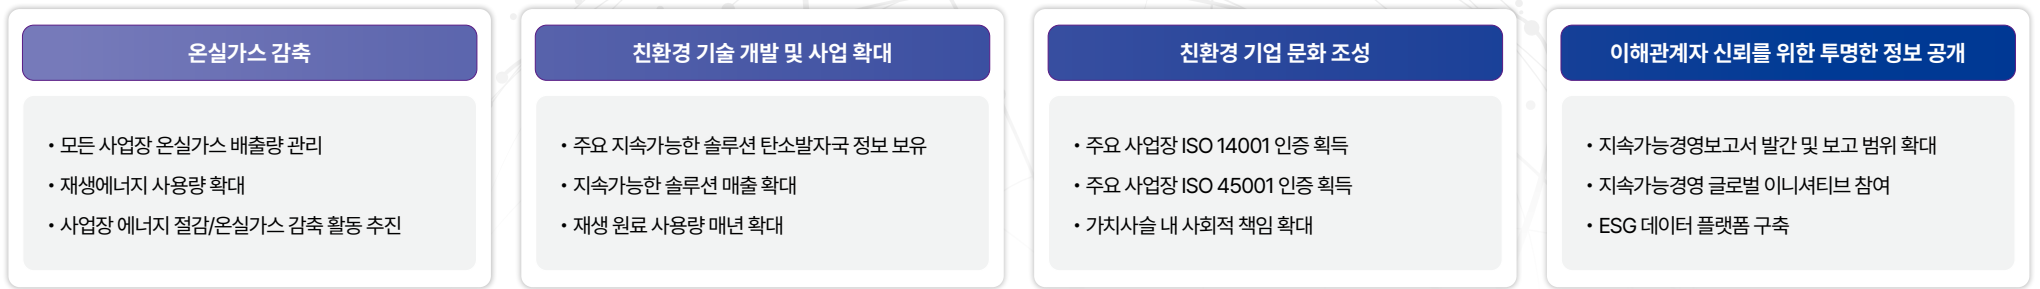 온실가스 감축
• 모든 사업장 온실가스 배출량 관리
• 재생에너지 사용량 확대
• 사업장 에너지 절감/온실가스 감축 활동 추진
친환경 기술 개발 및 사업 확대
• 주요 지속가능한 솔루션 탄소발자국 정보 보유
• 지속가능한 솔루션 매출 확대
• 재생 원료 사용량 매년 확대
친환경 기업 문화 조성
• 주요 사업장 ISO 14001 인증 획득
• 주요 사업장 ISO 45001 인증 획득
• 가치사슬 내 사회적 책임 확대
이해관계자 신뢰를 위한 투명한 정보 공개
• 지속가능경영보고서 발간 및 보고 범위 확대
• 지속가능경영 글로벌 이니셔티브 참여
• ESG 데이터 플랫폼 구축